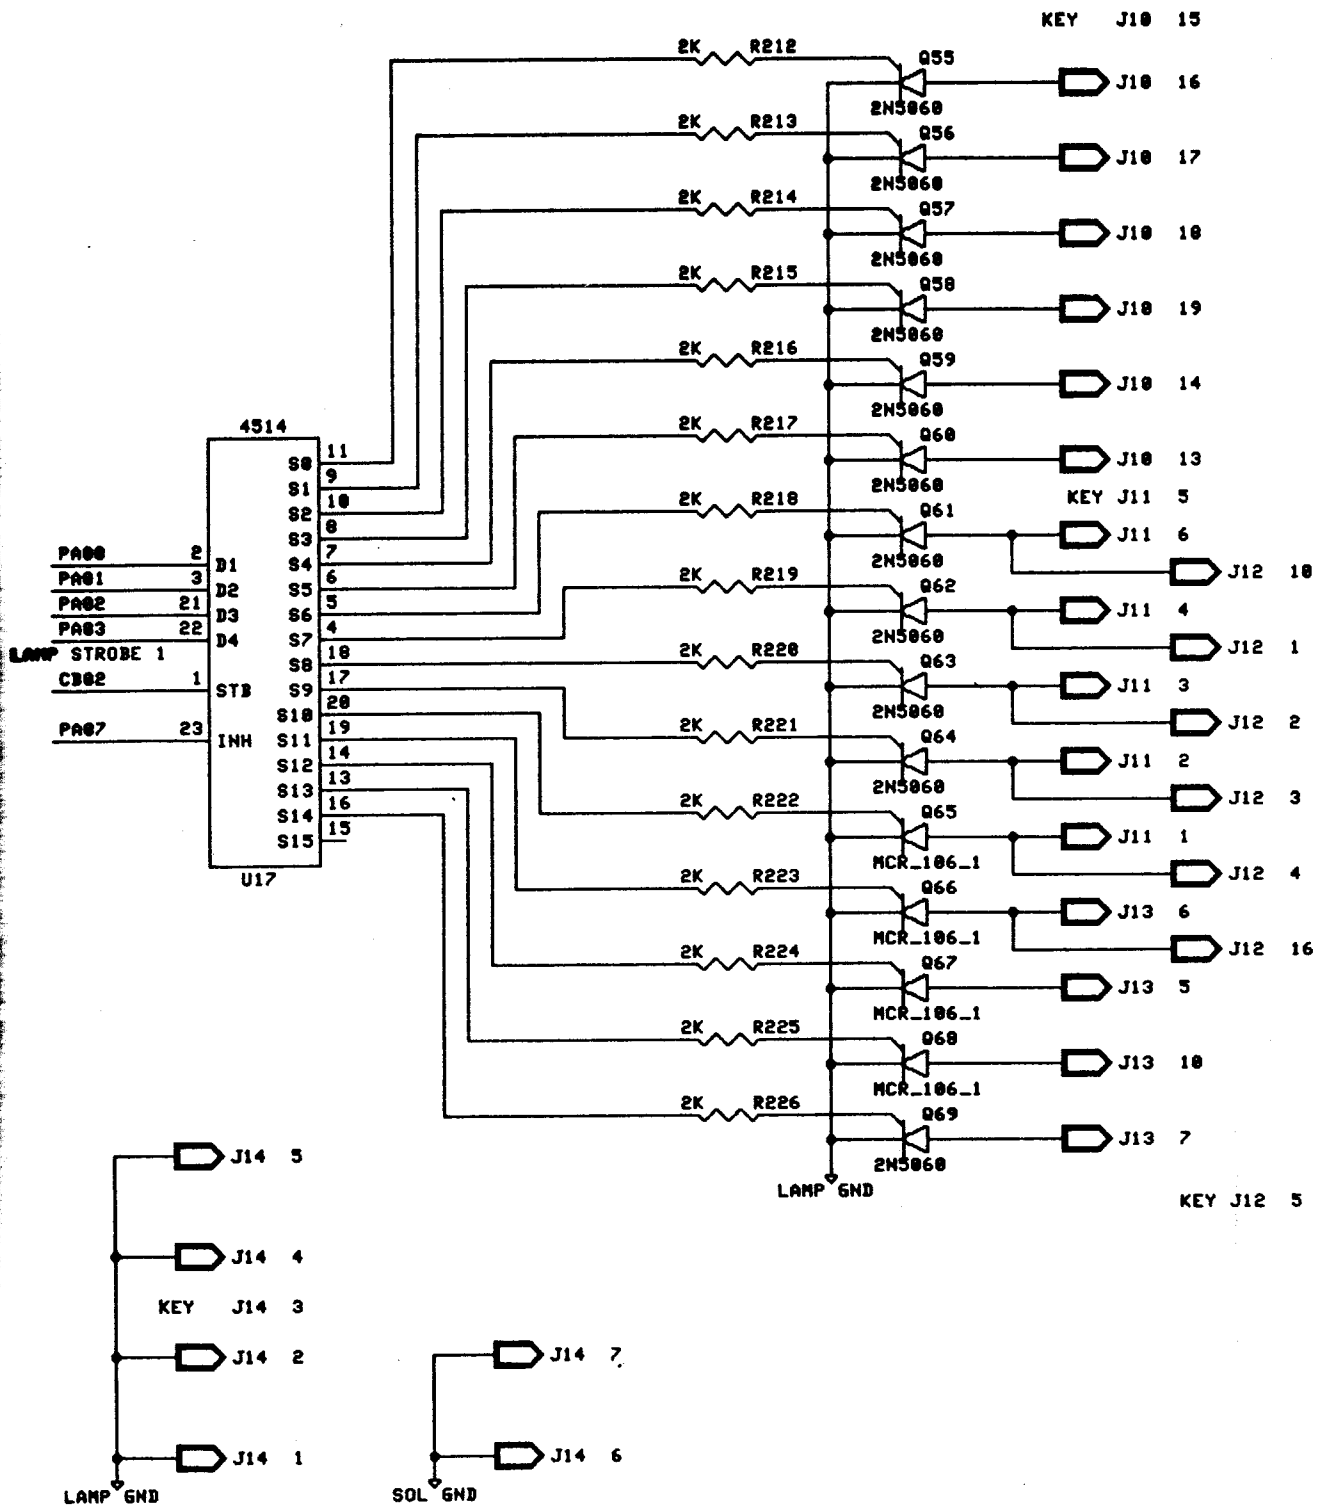 KEY J10 15
2K R212 Q55
J10 16
2N5060
2K R213 Q56
J10 17
2N5060
2K R214 Q57
J10 18
2N5060
2K R215 Q58
J10 19
2N5060
2K R216 Q59
J10 14
2N5060
2K R217 Q60
J10 13
2N5060
KEY J11 5
2K R218 Q61
J11 6
2N5060
J12 10
2K R219 Q62
J11 4
2N5060
J12 1
2K R220 Q63
J11 3
2N5060
J12 2
2K R221 Q64
J11 2
2N5060
J12 3
2K R222 Q65
J11 1
MCR_106_1
J12 4
2K R223 Q66
J13 6
MCR_106_1
J12 16
2K R224 Q67
J13 5
MCR_106_1
2K R225 Q68
J13 10
MCR_106_1
2K R226 Q69
J13 7
2N5060
LAMP GND
KEY J12 5
4514
S0 11
S1 9
S2 10
S3 8
S4 7
S5 6
S6 5
S7 4
S8 18
S9 17
S10 20
S11 19
S12 14
S13 13
S14 16
S15 15
PA00 2 D1
PA01 3 D2
PA02 21 D3
PA03 22 D4
LAMP STROBE 1
CB02 1 STB
PA07 23 INH
U17
J14 5
J14 4
KEY J14 3
J14 2
J14 1
LAMP GND
J14 7
J14 6
SOL GND